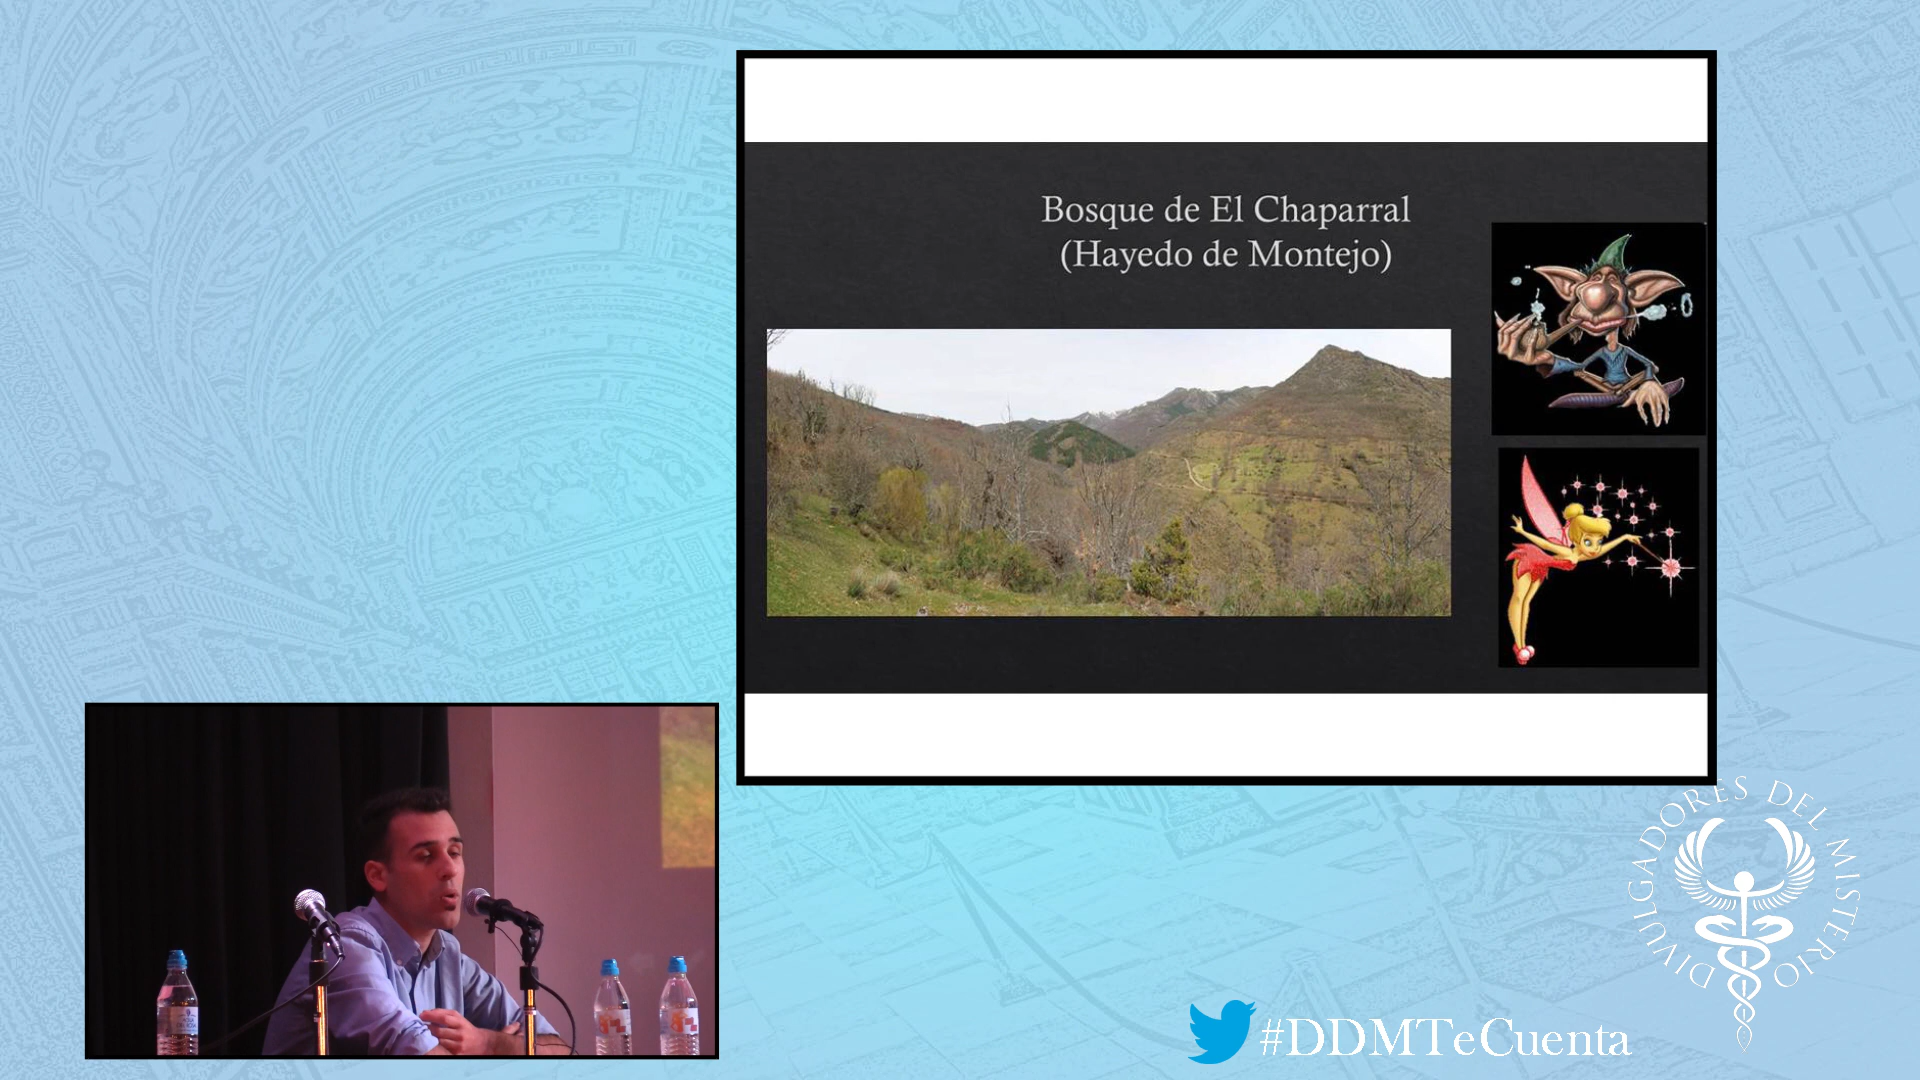 Bosque de El Chaparral
(Hayedo de Montejo)
DIVULGADORES DEL MISTERIO
#DDMTeCuenta